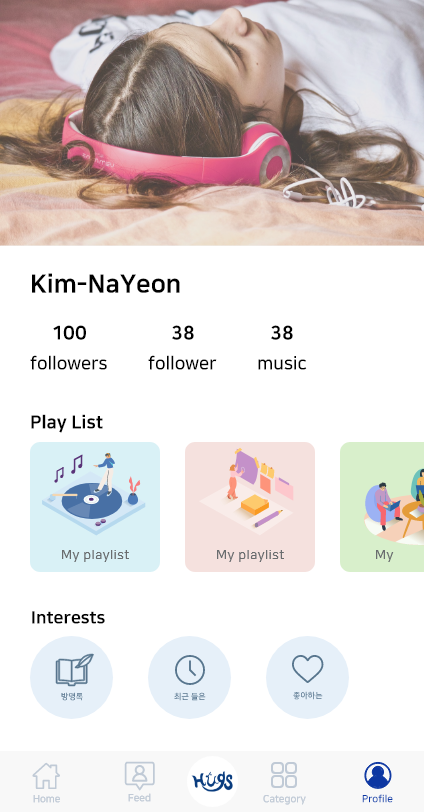 Kim-NaYeon
100 38 38
followers follower music
Play List
My playlist My playlist My
Interests
방명록 최근 들은 좋아하는
Home Feed Hugs Category Profile